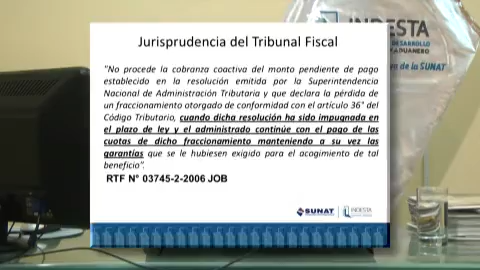 INDESTA
DESARROLLO
ADUANERO
va de la SUNAT
Jurisprudencia del Tribunal Fiscal
"No procede la cobranza coactiva del monto pendiente de pago
establecido en la resolución emitida por la Superintendencia
Nacional de Administración Tributaria y que declara la pérdida de
un fraccionamiento otorgado de conformidad con el artículo 36° del
Código Tributario, cuando dicha resolución ha sido impugnada en
el plazo de ley y el administrado continúe con el pago de las
cuotas de dicho fraccionamiento manteniendo a su vez las
garantías que se le hubiesen exigido para el acogimiento de tal
beneficio".
RTF N° 03745-2-2006 JOB
SUNAT
INDESTA